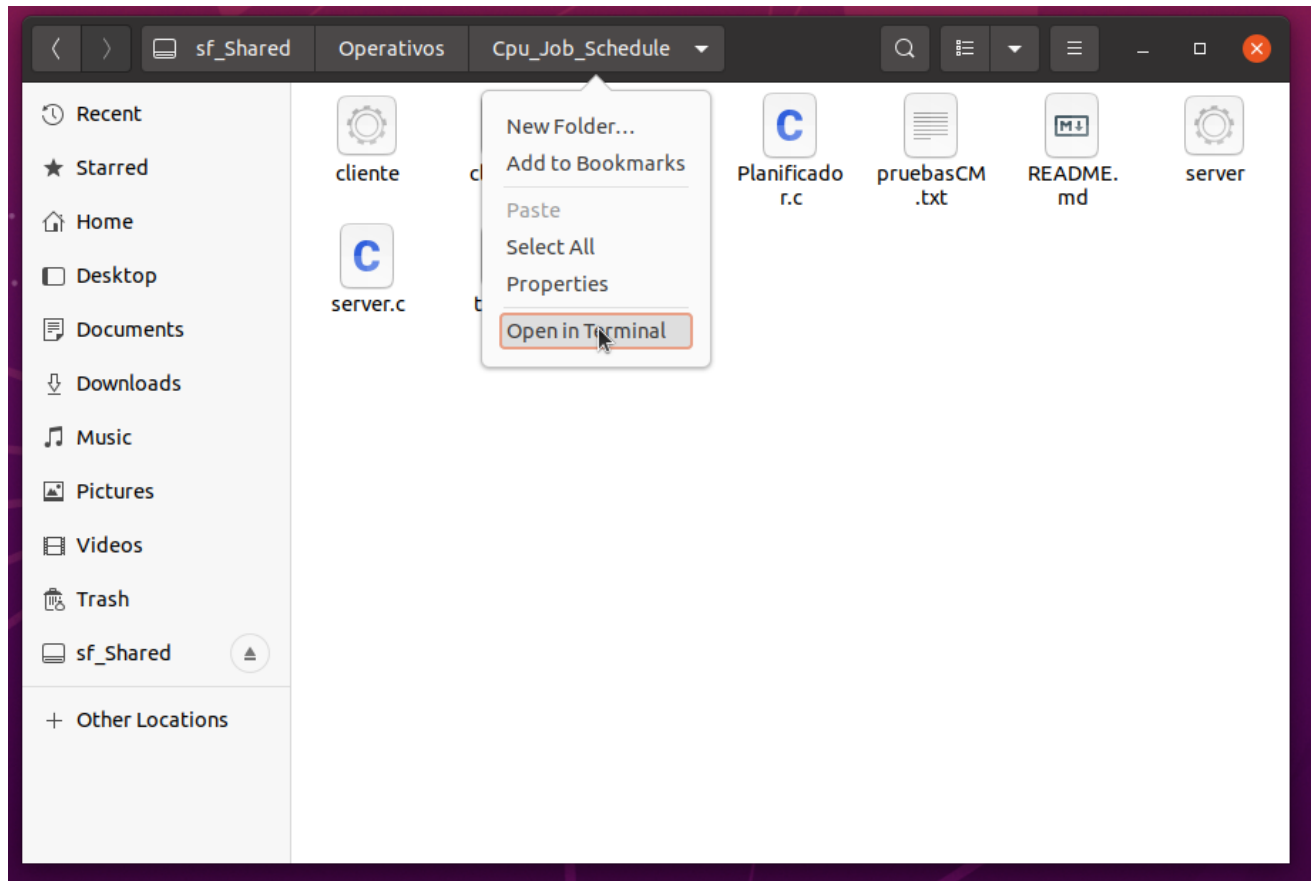 sf_Shared
Operativos
Cpu_Job_Schedule
Recent
Starred
Home
Desktop
Documents
Downloads
Music
Pictures
Videos
Trash
sf_Shared
Other Locations
New Folder...
Add to Bookmarks
Paste
Select All
Properties
Open in Terminal
cliente
cl
C
Planificado
r.c
pruebasCM
.txt
M
README.
md
server
C
server.c
t